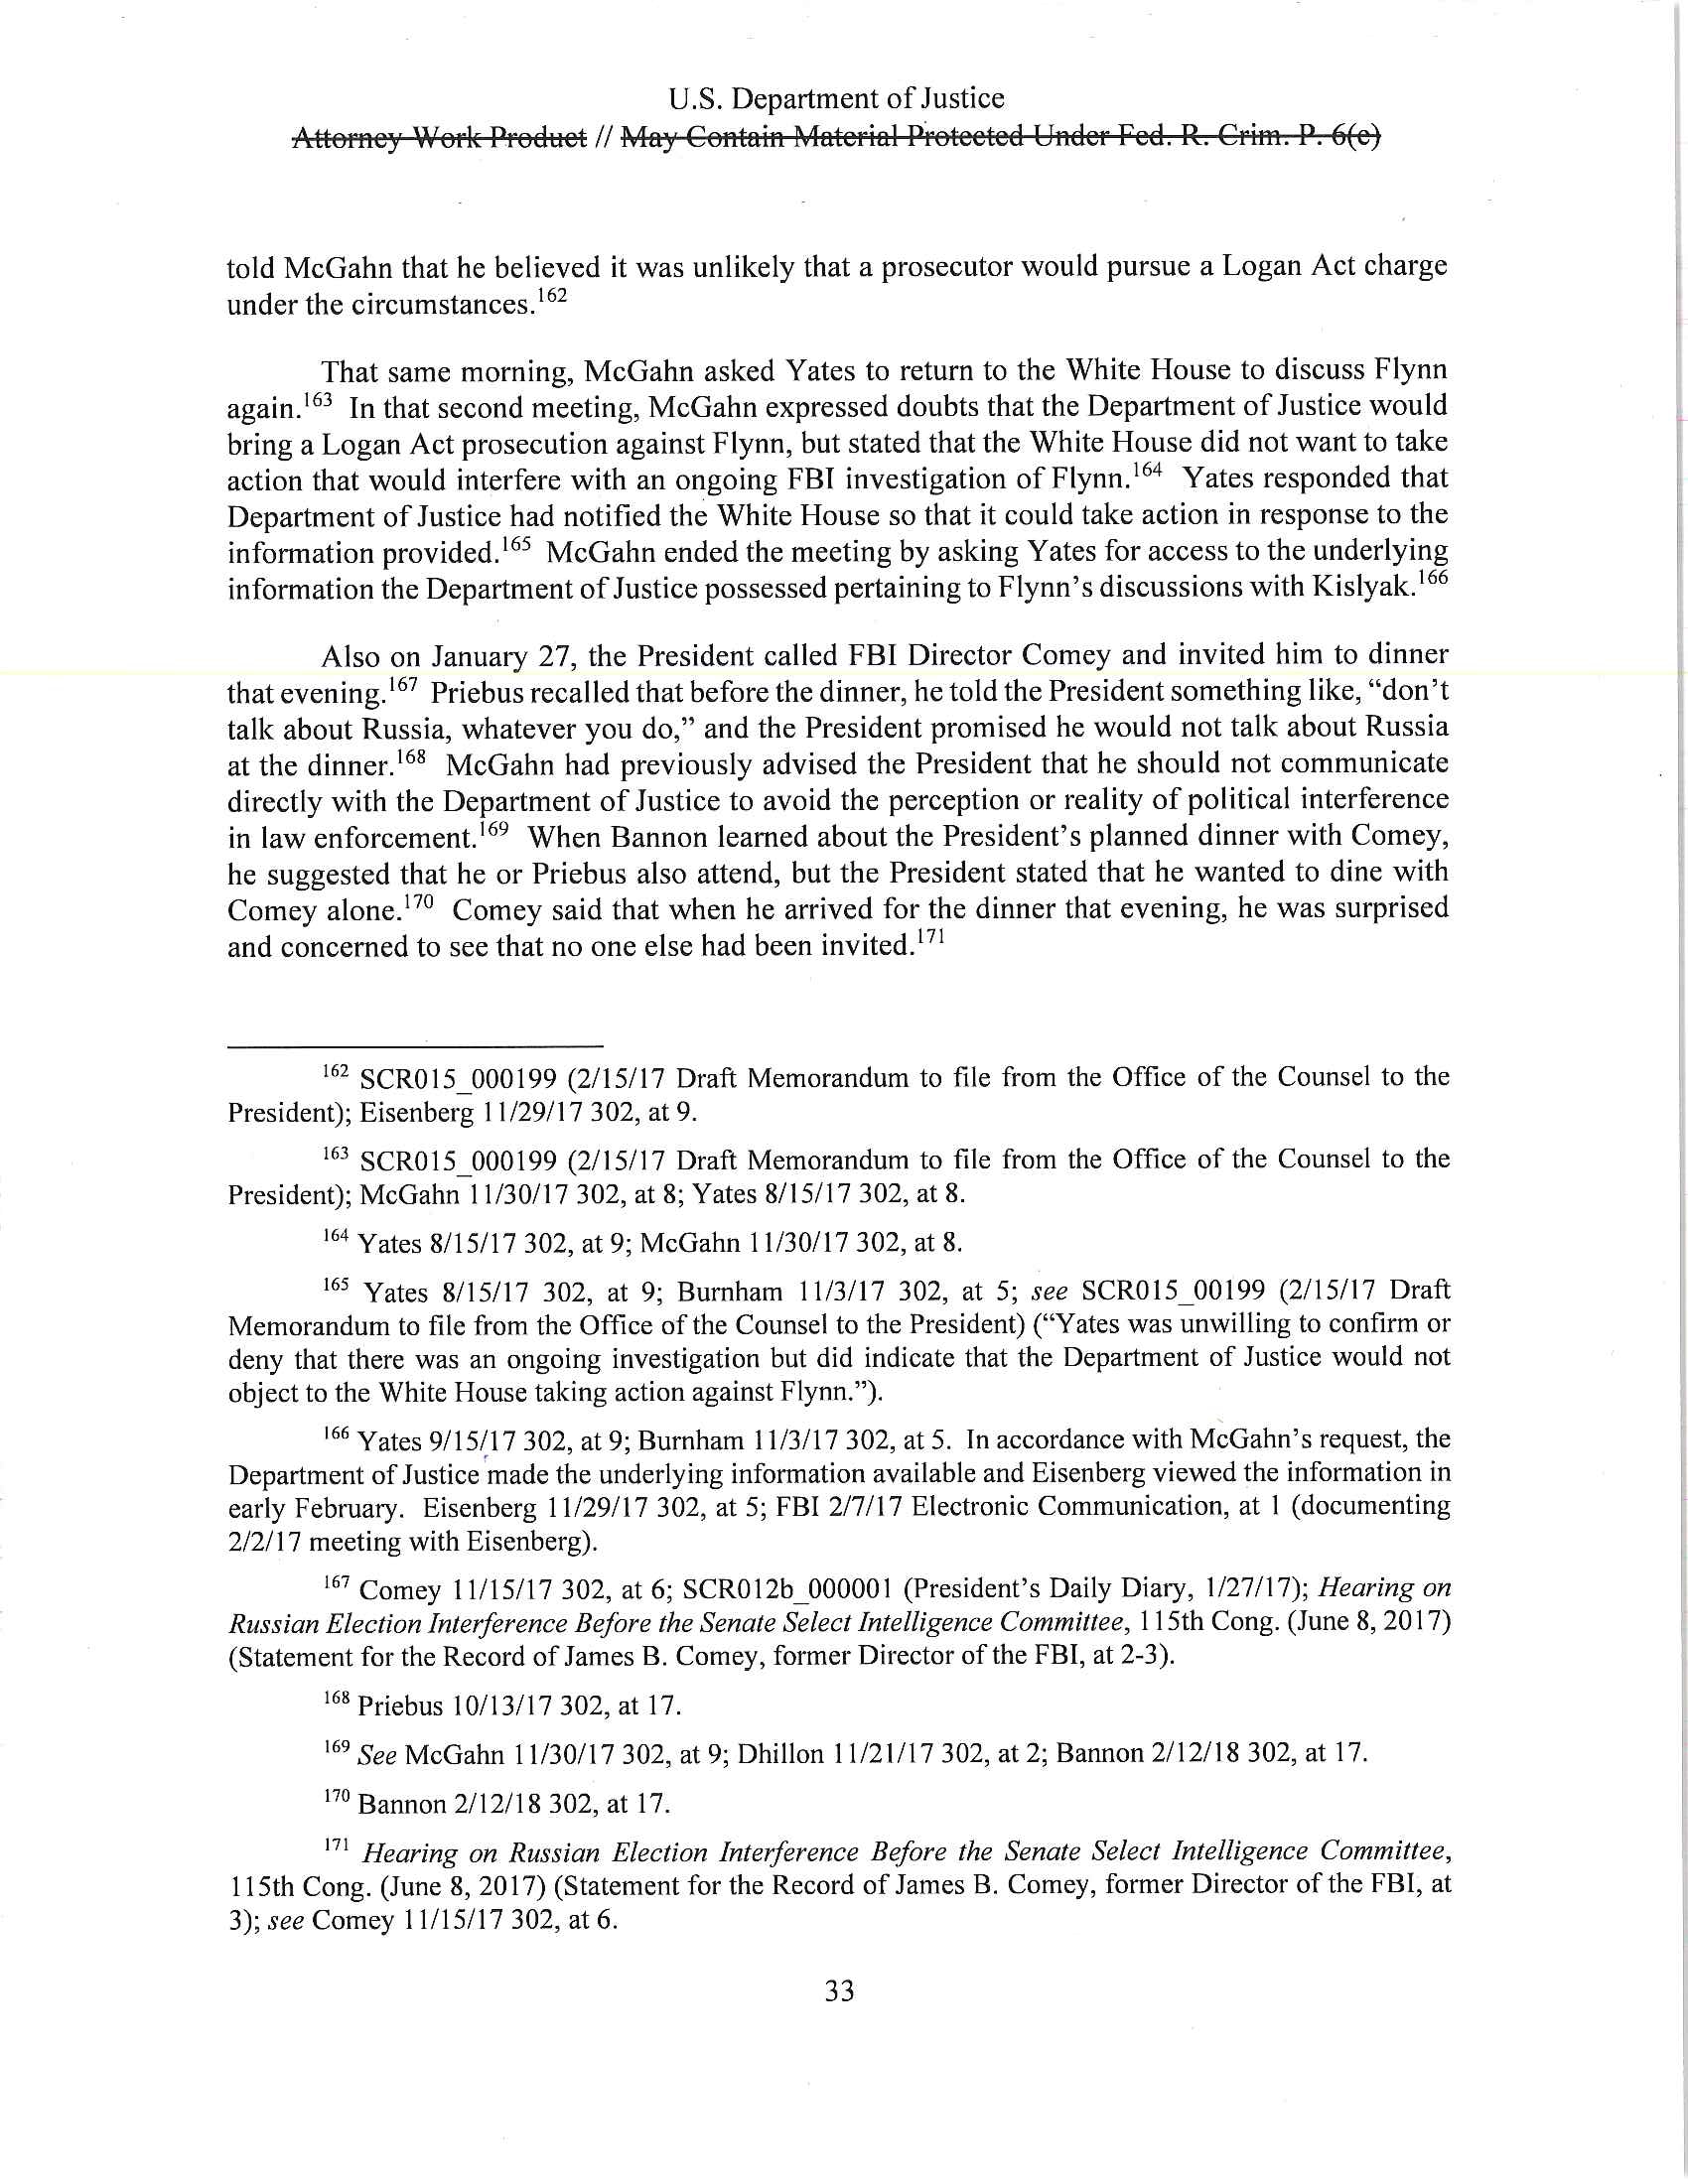 U.S. Department of Justice
Attorney Work Product // May Contain Material Protected Under Fed. R. Crim. P. 6(e)
told McGahn that he believed it was unlikely that a prosecutor would pursue a Logan Act charge
under the circumstances.162
That same morning, McGahn asked Yates to return to the White House to discuss Flynn
again.163 In that second meeting, McGahn expressed doubts that the Department of Justice would
bring a Logan Act prosecution against Flynn, but stated that the White House did not want to take
action that would interfere with an ongoing FBI investigation of Flynn.164 Yates responded that
Department of Justice had notified the White House so that it could take action in response to the
information provided.165 McGahn ended the meeting by asking Yates for access to the underlying
information the Department of Justice possessed pertaining to Flynn's discussions with Kislyak.166
Also on January 27, the President called FBI Director Comey and invited him to dinner
that evening.167 Priebus recalled that before the dinner, he told the President something like, “don't
talk about Russia, whatever you do,” and the President promised he would not talk about Russia
at the dinner.168 McGahn had previously advised the President that he should not communicate
directly with the Department of Justice to avoid the perception or reality of political interference
in law enforcement.169 When Bannon learned about the President's planned dinner with Comey,
he suggested that he or Priebus also attend, but the President stated that he wanted to dine with
Comey alone.170 Comey said that when he arrived for the dinner that evening, he was surprised
and concerned to see that no one else had been invited.171
162 SCR015_000199 (2/15/17 Draft Memorandum to file from the Office of the Counsel to the
President); Eisenberg 11/29/17 302, at 9.
163 SCR015_000199 (2/15/17 Draft Memorandum to file from the Office of the Counsel to the
President); McGahn 11/30/17 302, at 8; Yates 8/15/17 302, at 8.
164 Yates 8/15/17 302, at 9; McGahn 11/30/17 302, at 8.
165 Yates 8/15/17 302, at 9; Burnham 11/3/17 302, at 5; see SCR015_00199 (2/15/17 Draft
Memorandum to file from the Office of the Counsel to the President) (“Yates was unwilling to confirm or
deny that there was an ongoing investigation but did indicate that the Department of Justice would not
object to the White House taking action against Flynn.”).
166 Yates 9/15/17 302, at 9; Burnham 11/3/17 302, at 5. In accordance with McGahn's request, the
Department of Justice made the underlying information available and Eisenberg viewed the information in
early February. Eisenberg 11/29/17 302, at 5; FBI 2/7/17 Electronic Communication, at 1 (documenting
2/2/17 meeting with Eisenberg).
167 Comey 11/15/17 302, at 6; SCR012b_000001 (President's Daily Diary, 1/27/17); Hearing on
Russian Election Interference Before the Senate Select Intelligence Committee, 115th Cong. (June 8, 2017)
(Statement for the Record of James B. Comey, former Director of the FBI, at 2-3).
168 Priebus 10/13/17 302, at 17.
169 See McGahn 11/30/17 302, at 9; Dhillon 11/21/17 302, at 2; Bannon 2/12/18 302, at 17.
170 Bannon 2/12/18 302, at 17.
171 Hearing on Russian Election Interference Before the Senate Select Intelligence Committee,
115th Cong. (June 8, 2017) (Statement for the Record of James B. Comey, former Director of the FBI, at
3); see Comey 11/15/17 302, at 6.
33